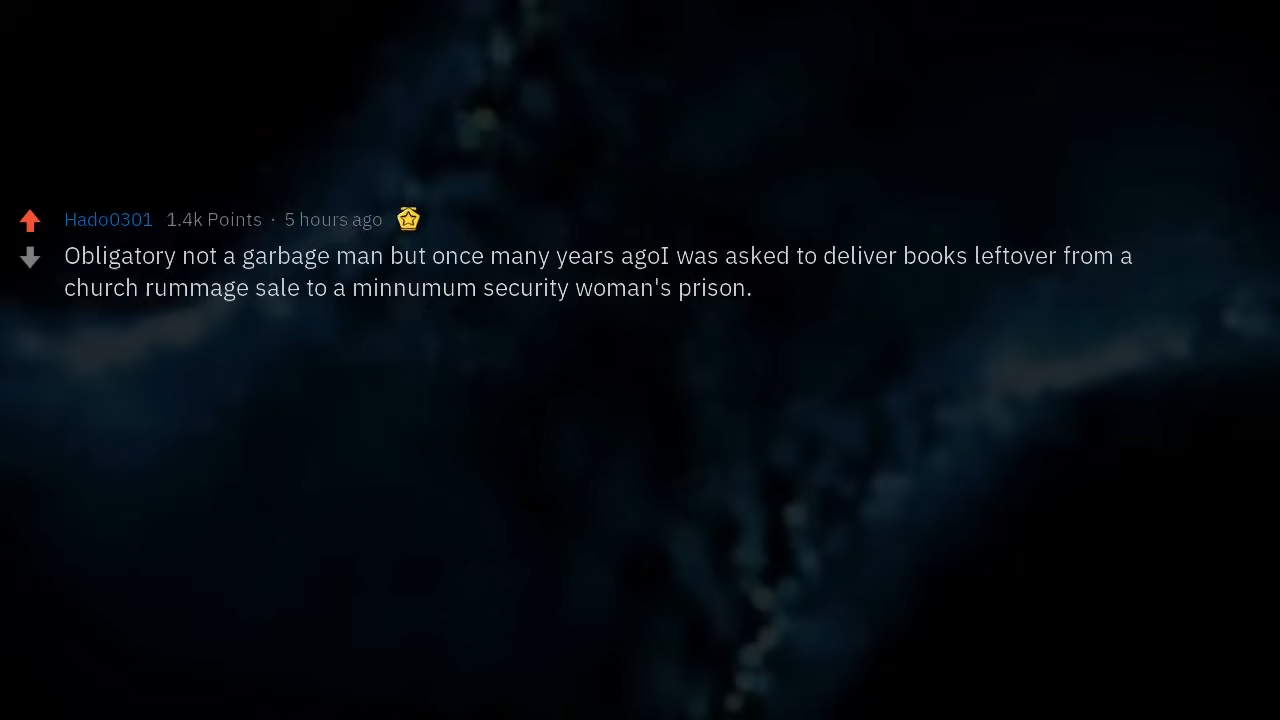 Hado0301 1.4k Points · 5 hours ago
Obligatory not a garbage man but once many years agoI was asked to deliver books leftover from a
church rummage sale to a minnumum security woman's prison.